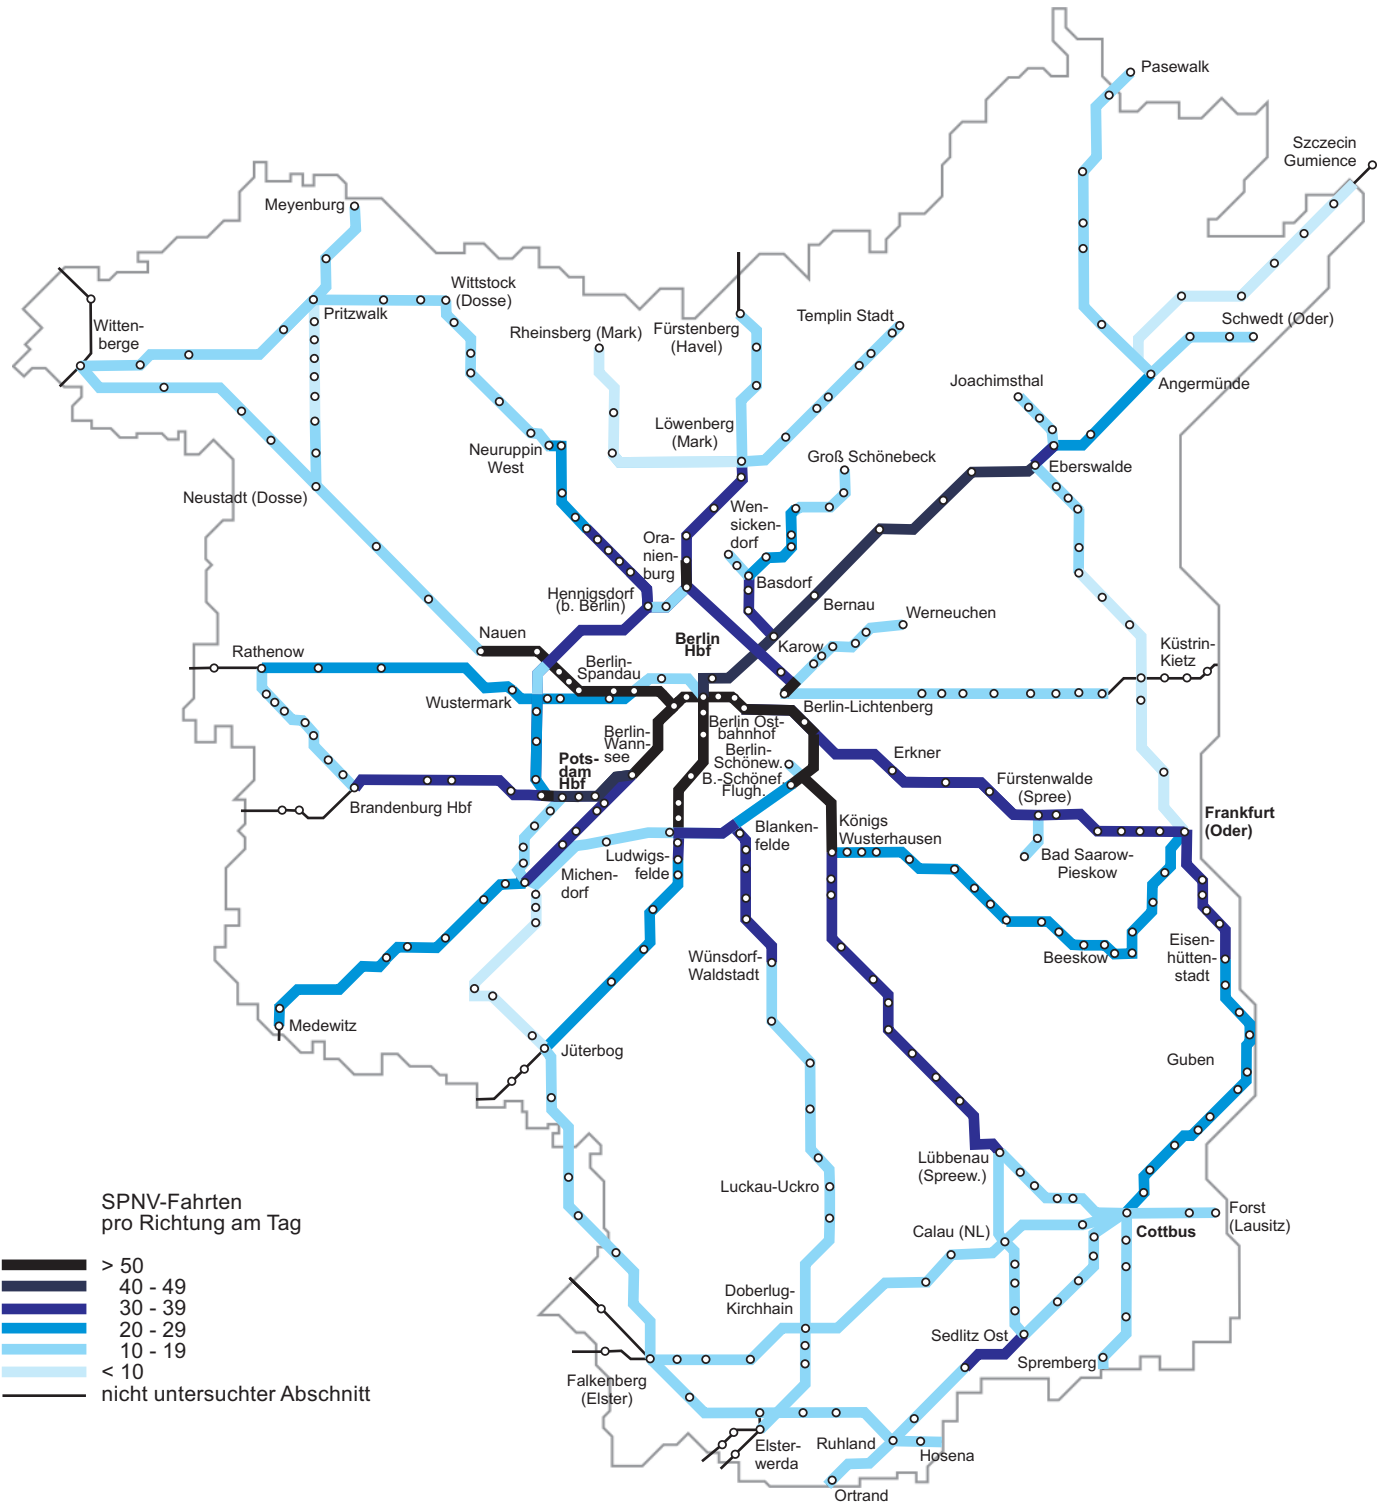 Pasewalk
Szczecin
Gumience
Meyenburg
Wittstock
(Dosse)
Pritzwalk
Witten-
berge
Rheinsberg (Mark)
Fürstenberg
(Havel)
Templin Stadt
Schwedt (Oder)
Joachimsthal
Angermünde
Löwenberg
(Mark)
Neuruppin
West
Groß Schönebeck
Eberswalde
Neustadt (Dosse)
Wen-
sicken-
dorf
Ora-
nien-
burg
Basdorf
Hennigsdorf
(b. Berlin)
Bernau
Werneuchen
Nauen
Berlin
Hbf
Karow
Küstrin-
Kietz
Rathenow
Berlin-
Spandau
Wustermark
Berlin-Lichtenberg
Berlin Ost-
bahnhof
Berlin-
Wann-
see
Berlin-
Schönew.
B.-Schönef.
Flugh.
Erkner
Pots-
dam
Hbf
Fürstenwalde
(Spree)
Brandenburg Hbf
Frankfurt
(Oder)
Blanken-
felde
Königs
Wusterhausen
Ludwigs-
felde
Michen-
dorf
Bad Saarow-
Pieskow
Wünsdorf-
Waldstadt
Beeskow
Eisen-
hütten-
stadt
Medewitz
Jüterbog
Guben
Lübbenau
(Spreew.)
Luckau-Uckro
Calau (NL)
Cottbus
Forst
(Lausitz)
Doberlug-
Kirchhain
Sedlitz Ost
Spremberg
Falkenberg
(Elster)
Elster-
werda
Ruhland
Hosena
Ortrand
SPNV-Fahrten
pro Richtung am Tag
> 50
40 - 49
30 - 39
20 - 29
10 - 19
< 10
nicht untersuchter Abschnitt